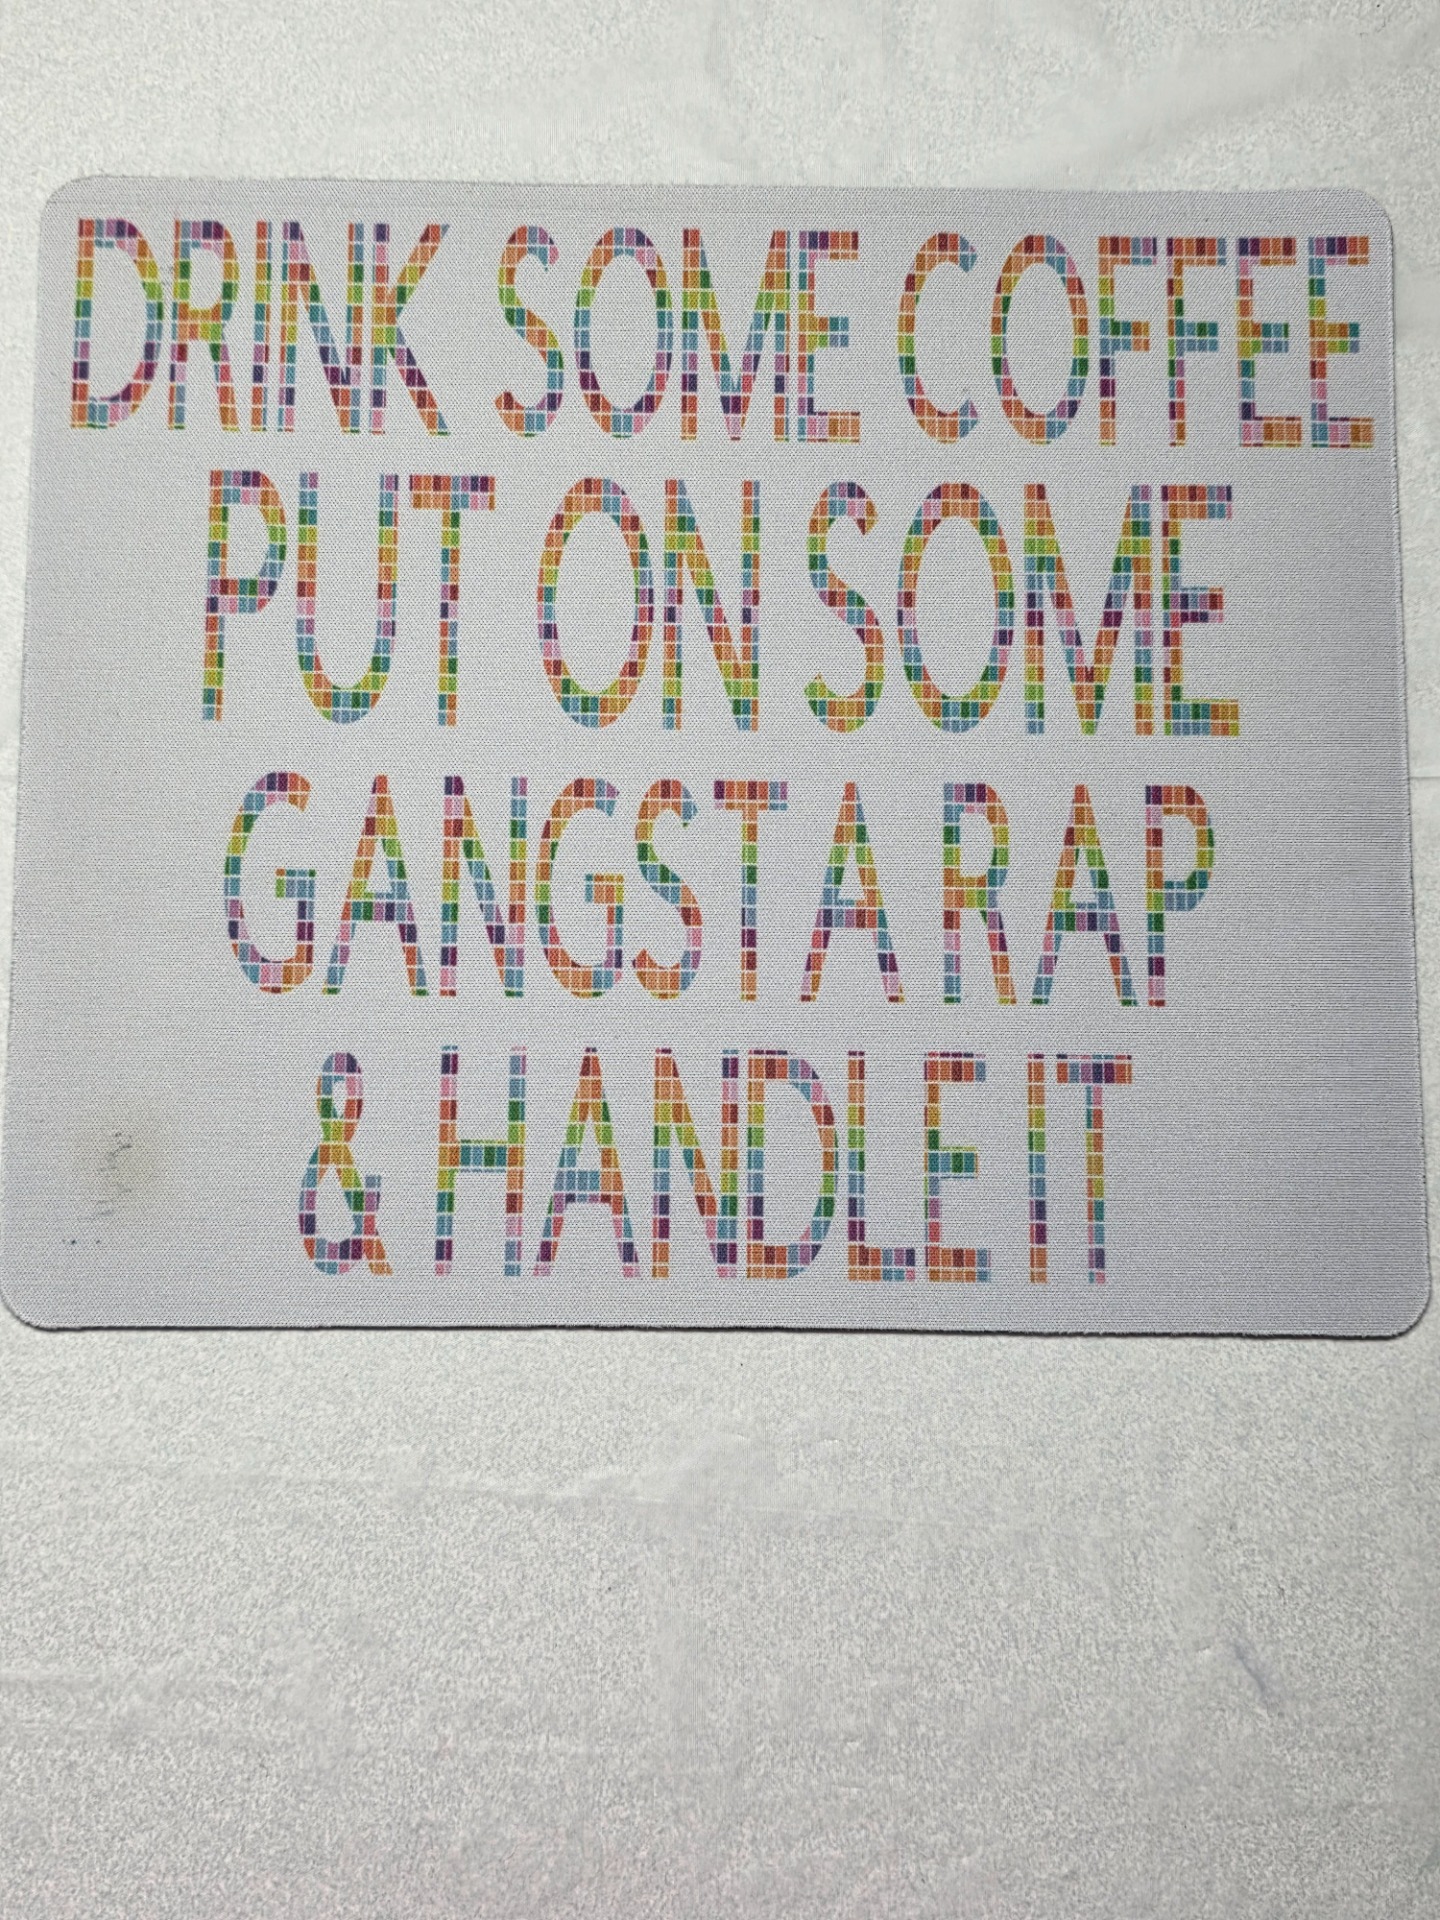 DRINK SOME COFFEE
PUT ON SOME
GANGSTA RAP
& HANDLE IT